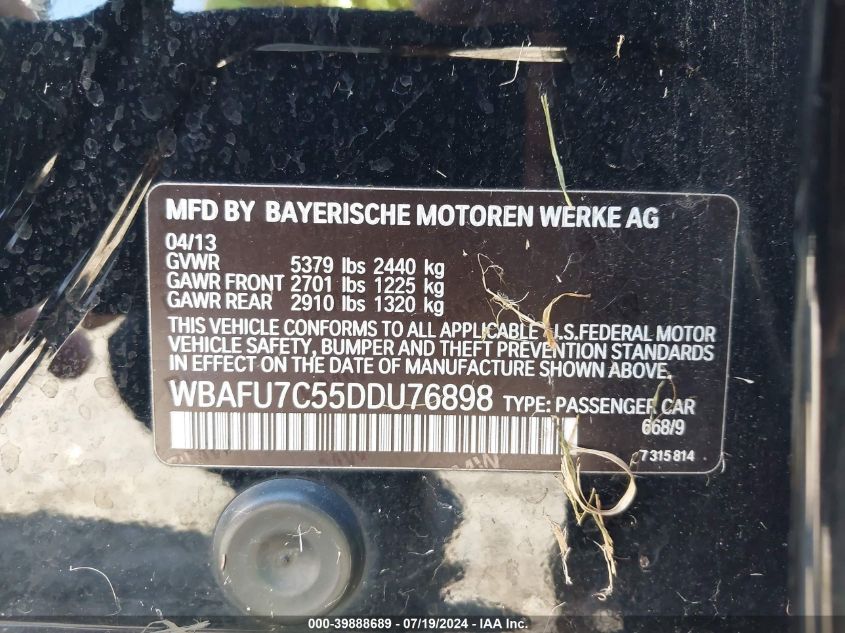 MFD BY BAYERISCHE MOTOREN WERKE AG
04/13
GVWR 5379 lbs 2440 kg
GAWR FRONT 2701 lbs 1225 kg
GAWR REAR 2910 lbs 1320 kg
THIS VEHICLE CONFORMS TO ALL APPLICABLE .S.FEDERAL MOTOR
VEHICLE SAFETY, BUMPER AND THEFT PREVENTION STANDARDS
IN EFFECT ON THE DATE OF MANUFACTURE SHOWN ABOVE.
WBAFU7C55DDU76898 TYPE: PASSENGER CAR
668/9
7 315 814
000-39888689 - 07/19/2024 - IAA Inc.